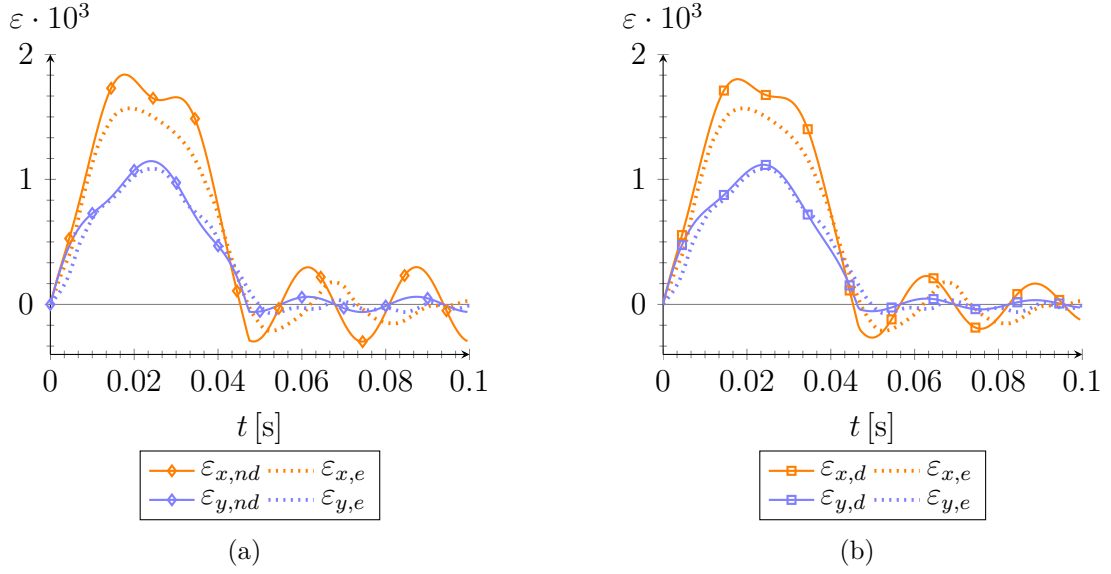 ε · 10³
2
1
0
0 0.02 0.04 0.06 0.08 0.1
t [s]
ε_{x,nd} ε_{x,e}
ε_{y,nd} ε_{y,e}
(a)
ε · 10³
2
1
0
0 0.02 0.04 0.06 0.08 0.1
t [s]
ε_{x,d} ε_{x,e}
ε_{y,d} ε_{y,e}
(b)